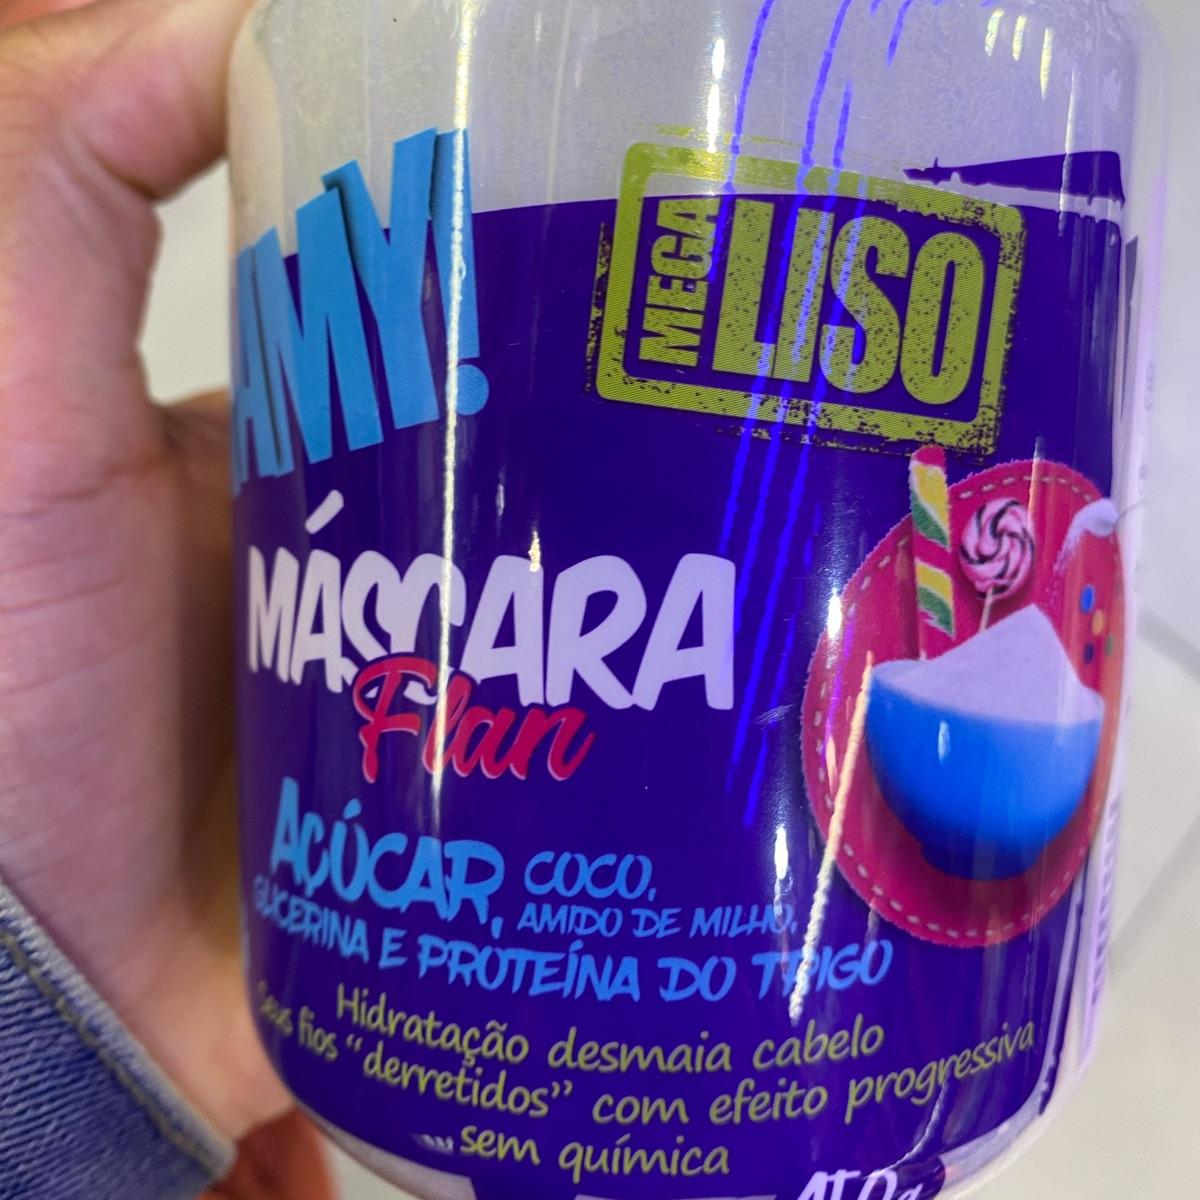 AMY!
MEGA
LISO
MÁSCARA
Flan
AÇÚCAR, COCO,
AMIDO DE MILHO,
GLICERINA E PROTEÍNA DO TRIGO
Hidratação desmaia cabelo
Seus fios "derretidos" com efeito progressiva
sem química